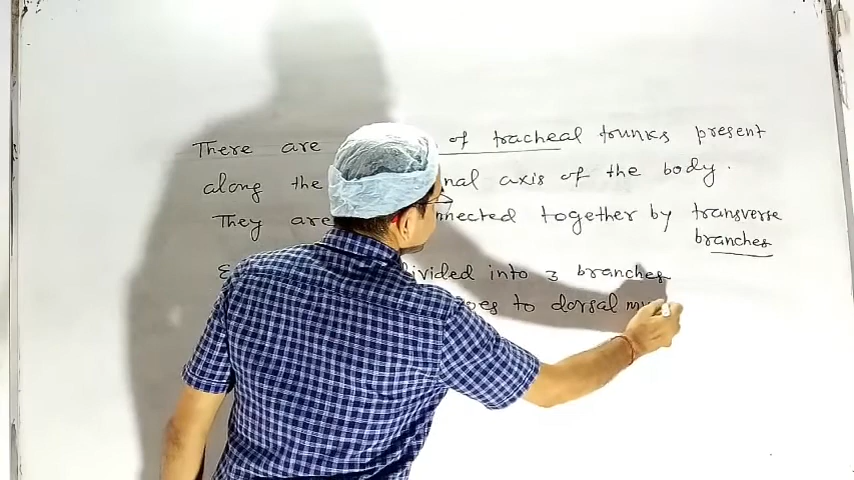 There are of tracheal trunks present
along the nal axis of the body.
They are nnected together by transverse
branches
divided into 3 branches
goes to dorsal mu